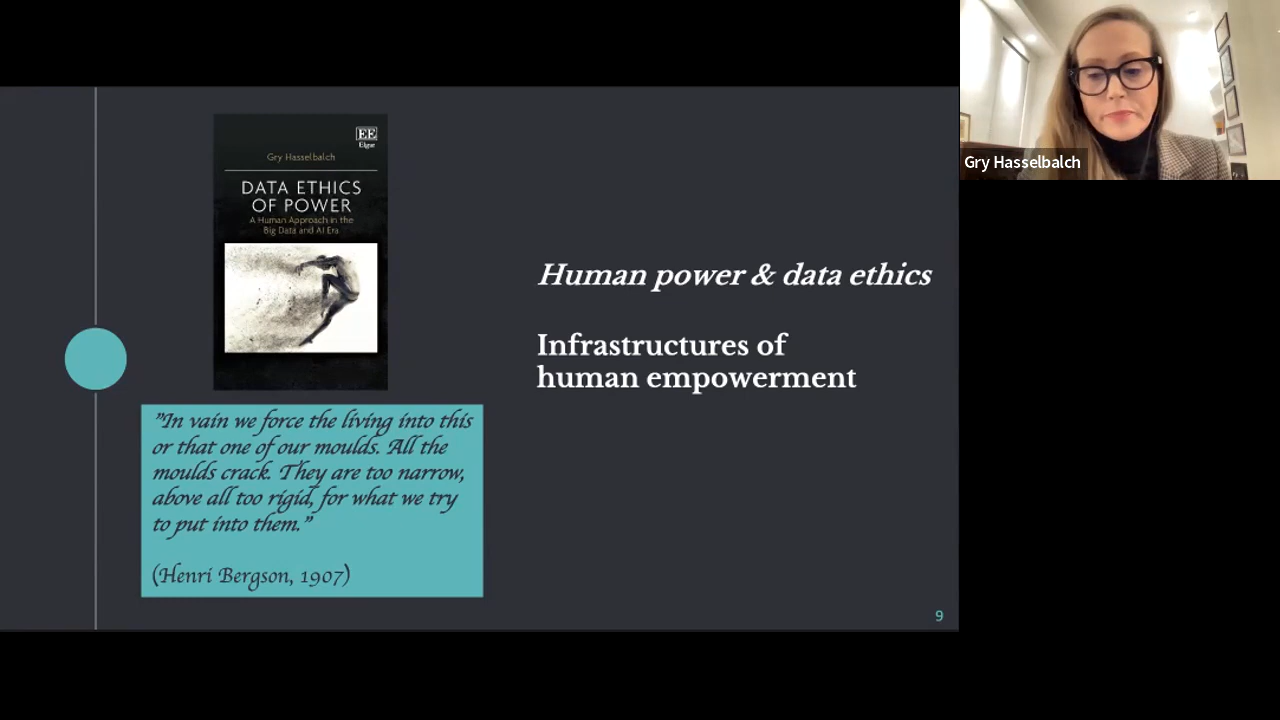 EE
Elgar
Gry Hasselbalch
DATA ETHICS
OF POWER
A Human Approach in the
Big Data and AI Era
"In vain we force the living into this
or that one of our moulds. All the
moulds crack. They are too narrow,
above all too rigid, for what we try
to put into them."
(Henri Bergson, 1907)
Human power & data ethics
Infrastructures of
human empowerment
9
Gry Hasselbalch